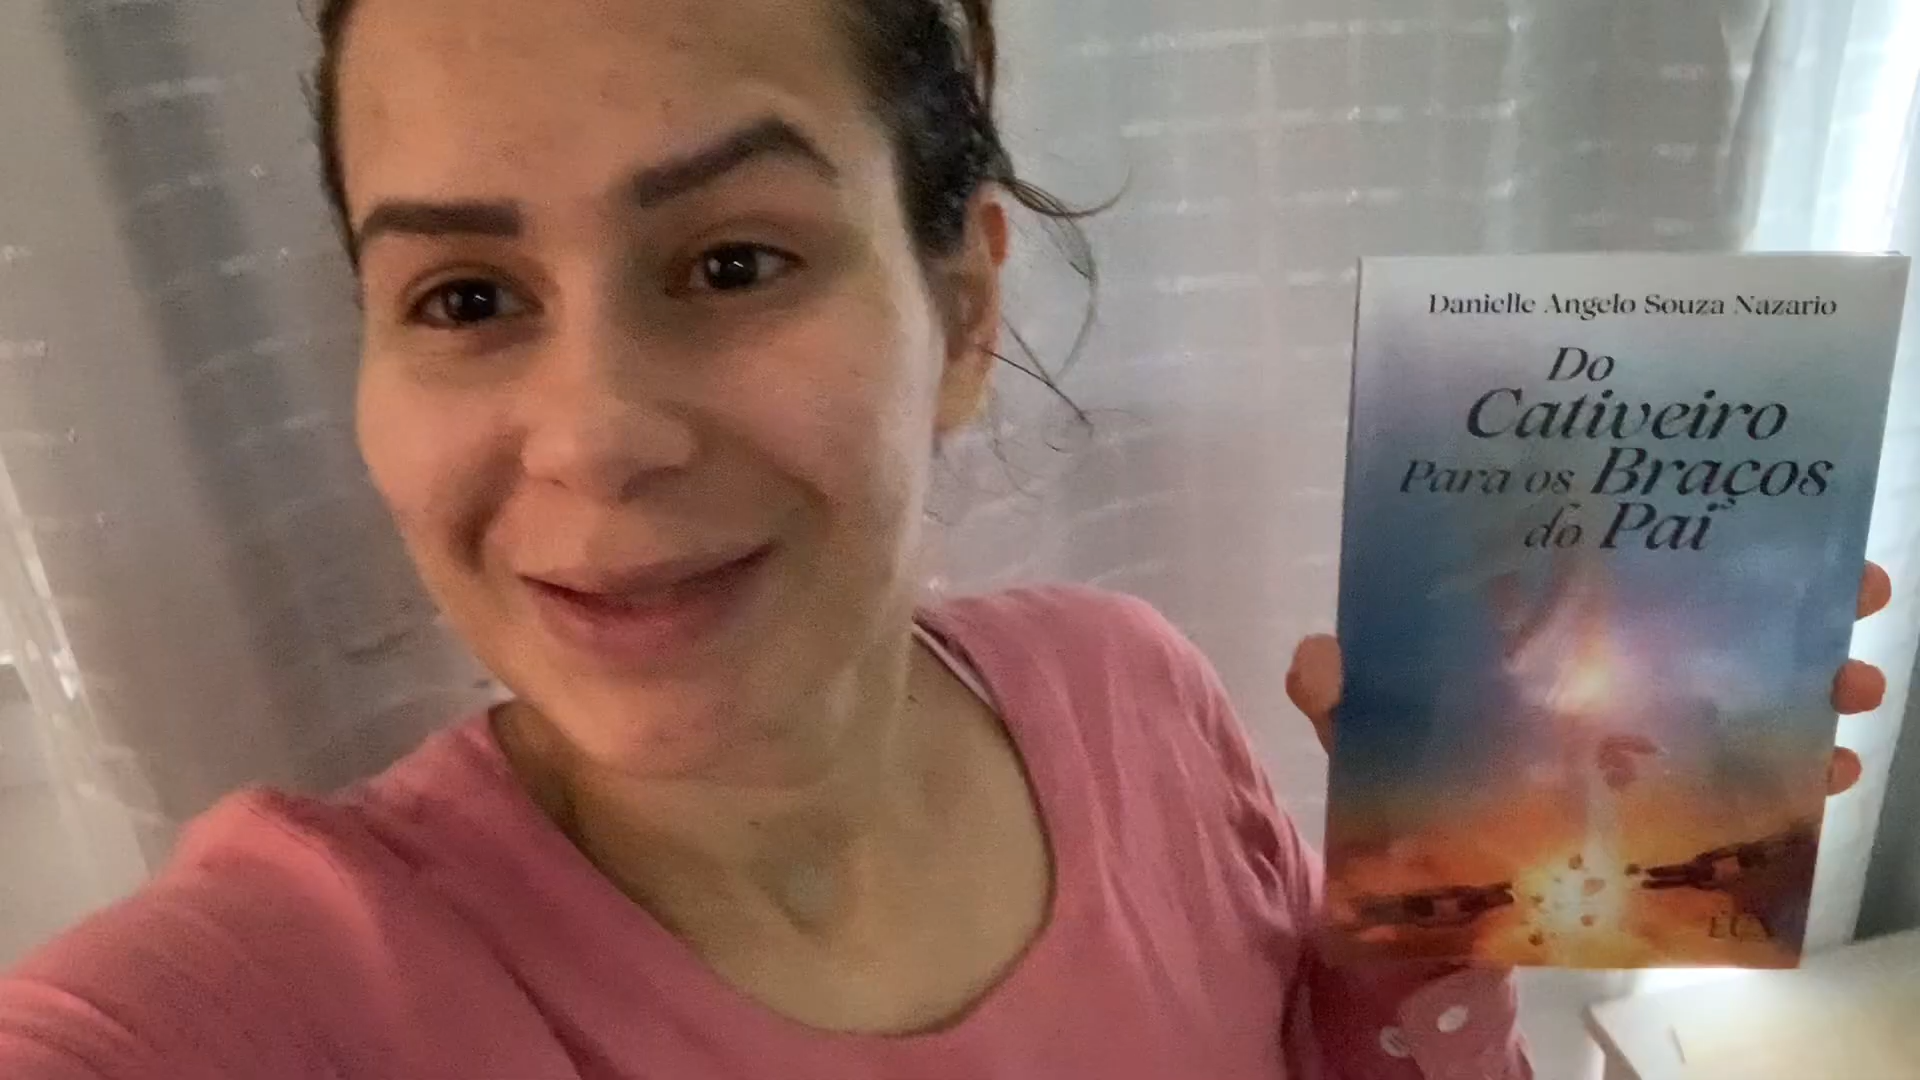 Danielle Angelo Souza Nazario
Do
Cativeiro
Para os Braços
do Pai